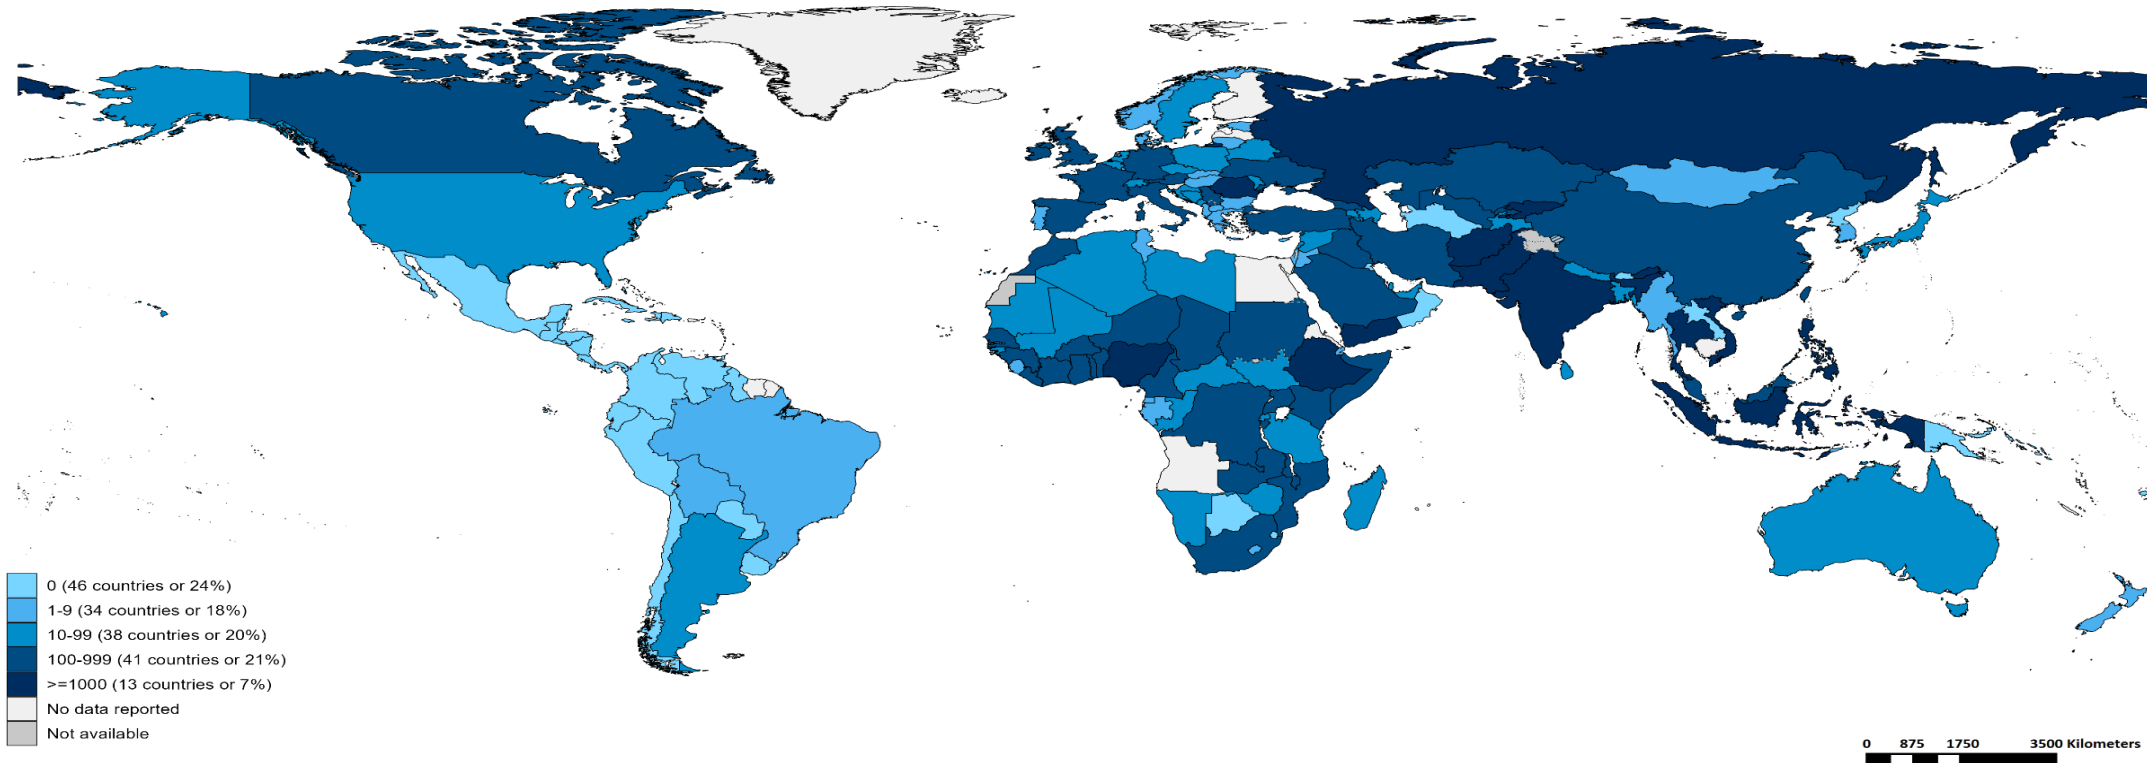 0 (46 countries or 24%)
1-9 (34 countries or 18%)
10-99 (38 countries or 20%)
100-999 (41 countries or 21%)
>=1000 (13 countries or 7%)
No data reported
Not available
0 875 1750 3500 Kilometers